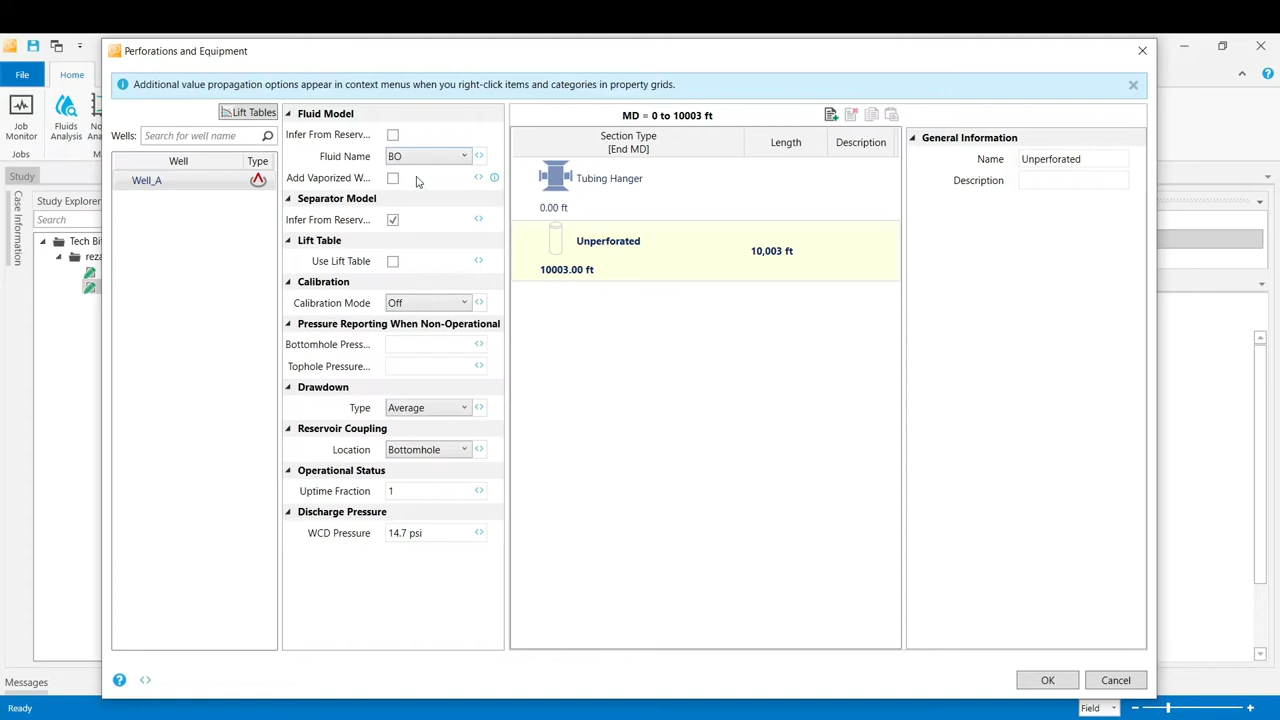 Perforations and Equipment
File
Home
Additional value propagation options appear in context menus when you right-click items and categories in property grids.
Job
Monitor
Fluids
Analysis
Jobs
Study
Study Explorer
Search
Tech Bi
reza
Case Information
Lift Tables
Wells:
Search for well name
Well
Type
Well_A
Fluid Model
Infer From Reserv...
Fluid Name
BO
Add Vaporized W...
Separator Model
Infer From Reserv...
Lift Table
Use Lift Table
Calibration
Calibration Mode
Off
Pressure Reporting When Non-Operational
Bottomhole Press...
Tophole Pressure...
Drawdown
Type
Average
Reservoir Coupling
Location
Bottomhole
Operational Status
Uptime Fraction
1
Discharge Pressure
WCD Pressure
14.7 psi
MD = 0 to 10003 ft
Section Type
[End MD]
Length
Description
Tubing Hanger
0.00 ft
Unperforated
10,003 ft
10003.00 ft
General Information
Name
Unperforated
Description
OK
Cancel
Messages
Ready
Field